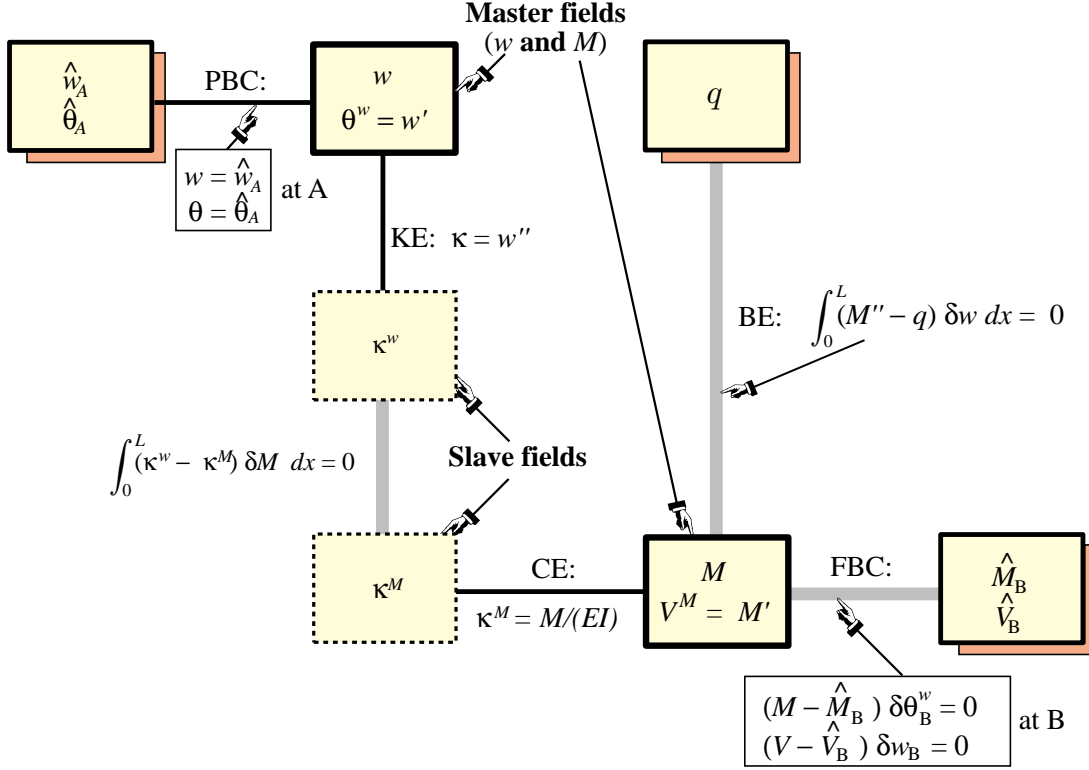 Master fields
(w and M)
ŵ_A
θ̂_A
PBC:
w
θ^w = w'
q
w = ŵ_A
θ = θ̂_A
at A
KE: κ = w''
κ^w
BE: ∫_0^L (M'' − q) δw dx = 0
∫_0^L (κ^w − κ^M) δM dx = 0
Slave fields
κ^M
CE:
κ^M = M/(EI)
M
V^M = M'
FBC:
M̂_B
V̂_B
(M − M̂_B ) δθ^w_B = 0
(V − V̂_B ) δw_B = 0
at B